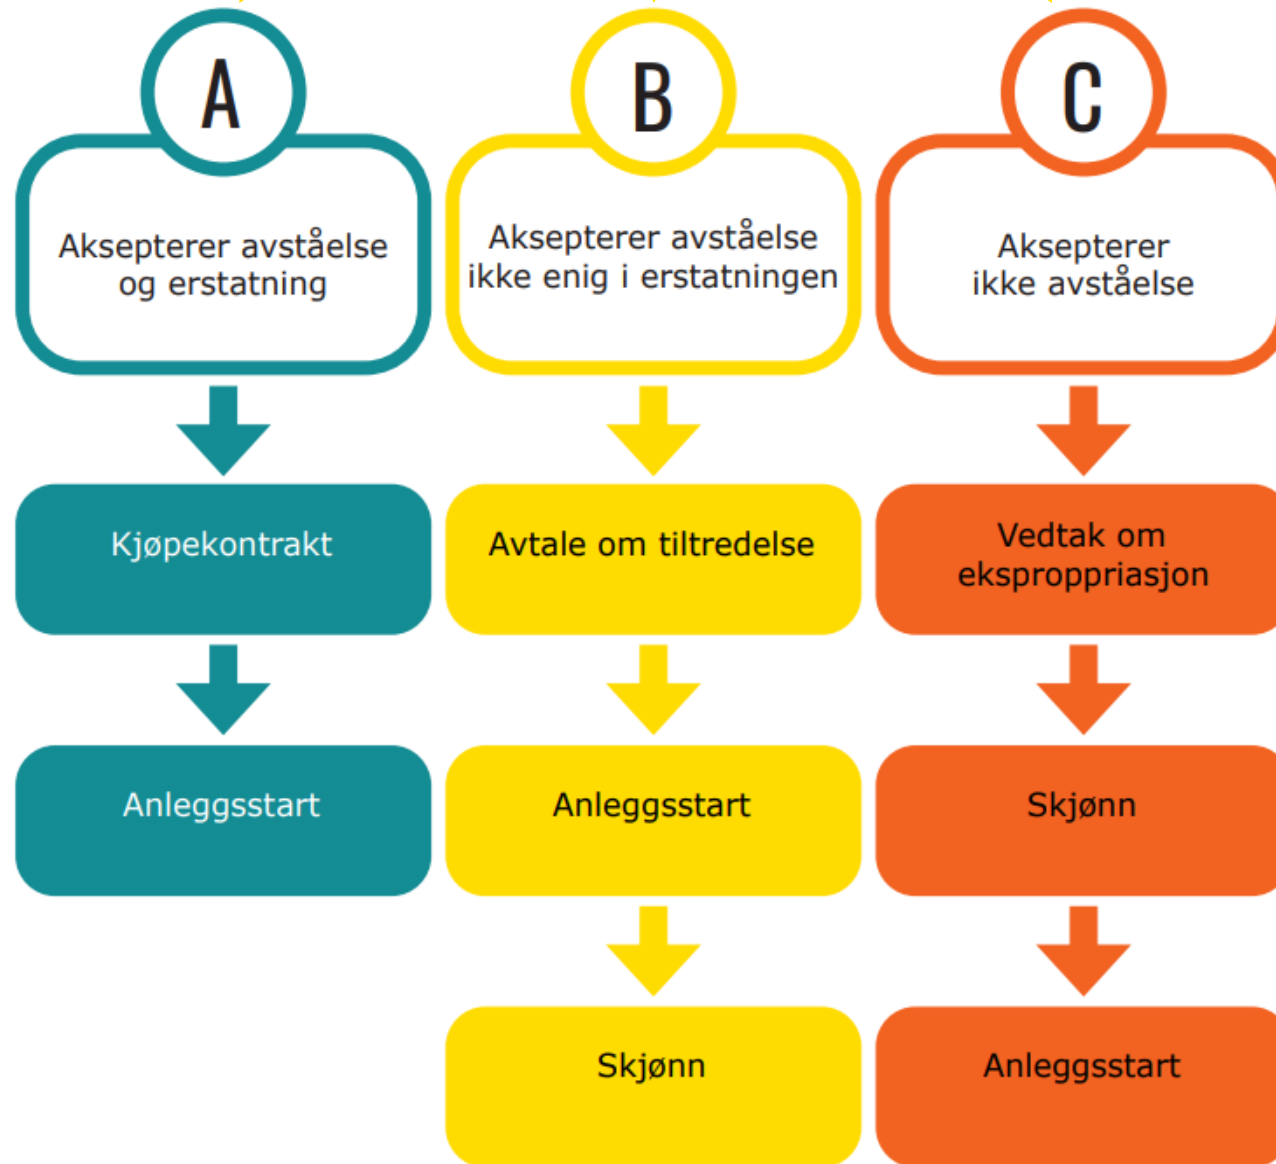 A
Aksepterer avståelse
og erstatning
Kjøpekontrakt
Anleggsstart
B
Aksepterer avståelse
ikke enig i erstatningen
Avtale om tiltredelse
Anleggsstart
Skjønn
C
Aksepterer
ikke avståelse
Vedtak om
eksproppriasjon
Skjønn
Anleggsstart